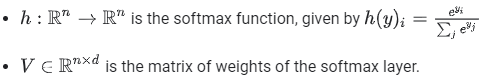 • h : ℝⁿ → ℝⁿ is the softmax function, given by h(y)ᵢ = e^{yᵢ} / ∑ⱼ e^{yⱼ}
• V ∈ ℝ^{n×d} is the matrix of weights of the softmax layer.